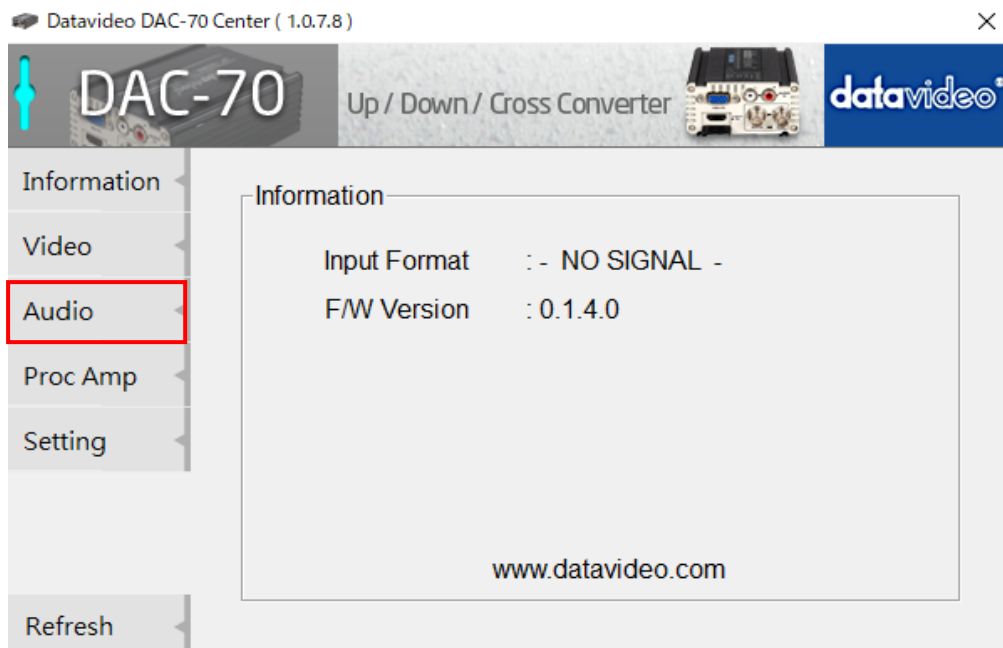 Datavideo DAC-70 Center ( 1.0.7.8 )
DAC-70
Up / Down / Cross Converter
datavideo®
Information
Video
Audio
Proc Amp
Setting
Refresh
Information
Input Format : - NO SIGNAL -
F/W Version : 0.1.4.0
www.datavideo.com